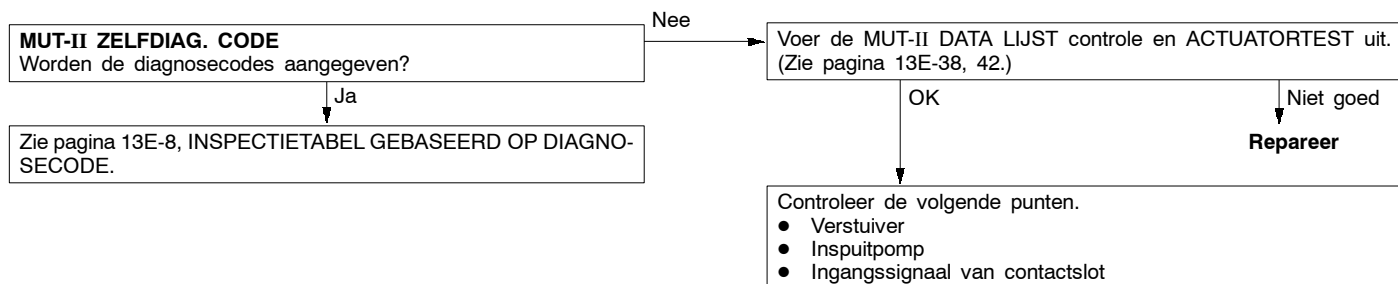 MUT-II ZELFDIAG. CODE
Worden de diagnosecodes aangegeven?
Nee
Voer de MUT-II DATA LIJST controle en ACTUATORTEST uit.
(Zie pagina 13E-38, 42.)
Ja
OK
Niet goed
Zie pagina 13E-8, INSPECTIETABEL GEBASEERD OP DIAGNO-
SECODE.
Repareer
Controleer de volgende punten.
● Verstuiver
● Inspuitpomp
● Ingangssignaal van contactslot